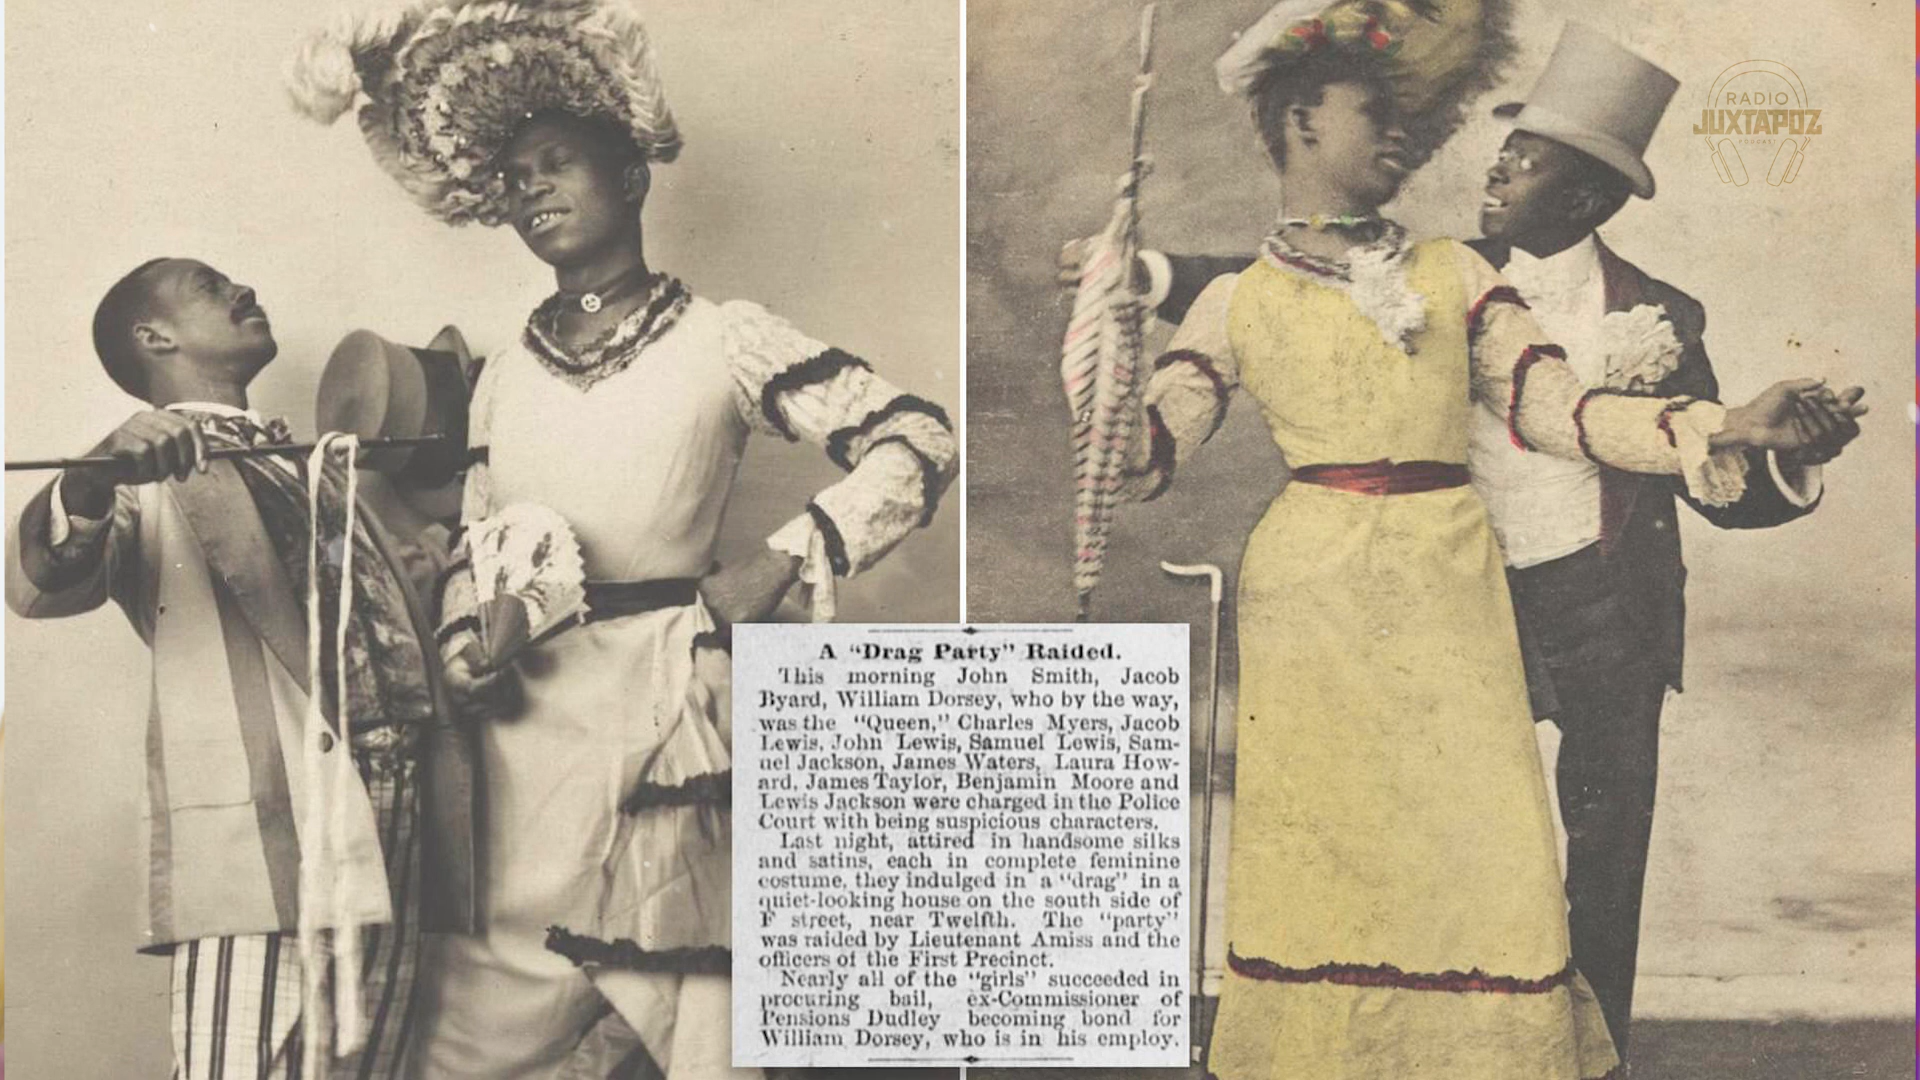 RADIO
JUXTAPOZ
PODCAST
A "Drag Party" Raided.
This morning John Smith, Jacob
Byard, William Dorsey, who by the way,
was the "Queen," Charles Myers, Jacob
Lewis, John Lewis, Samuel Lewis, Sam-
uel Jackson, James Waters, Laura How-
ard, James Taylor, Benjamin Moore and
Lewis Jackson were charged in the Police
Court with being suspicious characters.
Last night, attired in handsome silks
and satins, each in complete feminine
costume, they indulged in a "drag" in a
quiet-looking house on the south side of
F street, near Twelfth. The "party"
was raided by Lieutenant Amiss and the
officers of the First Precinct.
Nearly all of the "girls" succeeded in
procuring bail, ex-Commissioner of
Pensions Dudley becoming bond for
William Dorsey, who is in his employ.